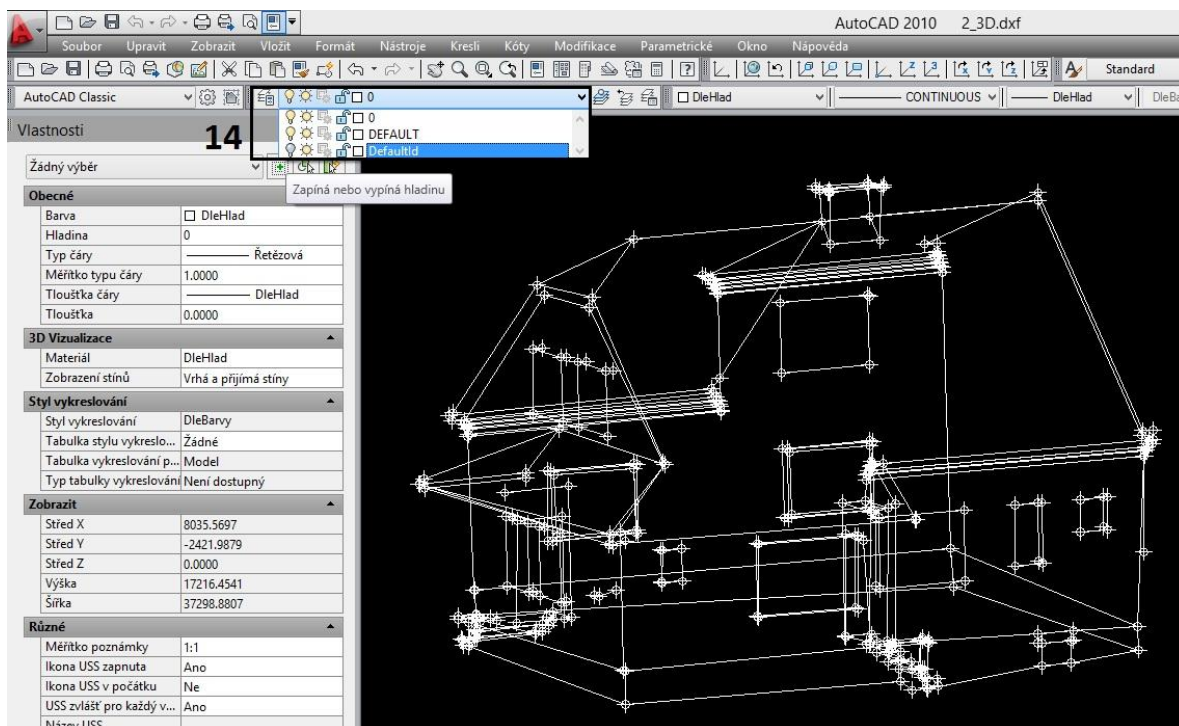 AutoCAD 2010 2_3D.dxf
Soubor Upravit Zobrazit Vložit Formát Nástroje Kresli Kóty Modifikace Parametrické Okno Nápověda
Standard
AutoCAD Classic 0 DleHlad CONTINUOUS DleHlad DleBa
0
DEFAULT
DefaultId
14
Vlastnosti
Žádný výběr
Zapíná nebo vypíná hladinu
Obecné
Barva DleHlad
Hladina 0
Typ čáry Řetězová
Měřítko typu čáry 1.0000
Tloušťka čáry DleHlad
Tloušťka 0.0000
3D Vizualizace
Materiál DleHlad
Zobrazení stínů Vrhá a přijímá stíny
Styl vykreslování
Styl vykreslování DleBarvy
Tabulka stylu vykreslo... Žádné
Tabulka vykreslování p... Model
Typ tabulky vykreslování Není dostupný
Zobrazit
Střed X 8035.5697
Střed Y -2421.9879
Střed Z 0.0000
Výška 17216.4541
Šířka 37298.8807
Různé
Měřítko poznámky 1:1
Ikona USS zapnuta Ano
Ikona USS v počátku Ne
USS zvlášť pro každý v... Ano
Název USS